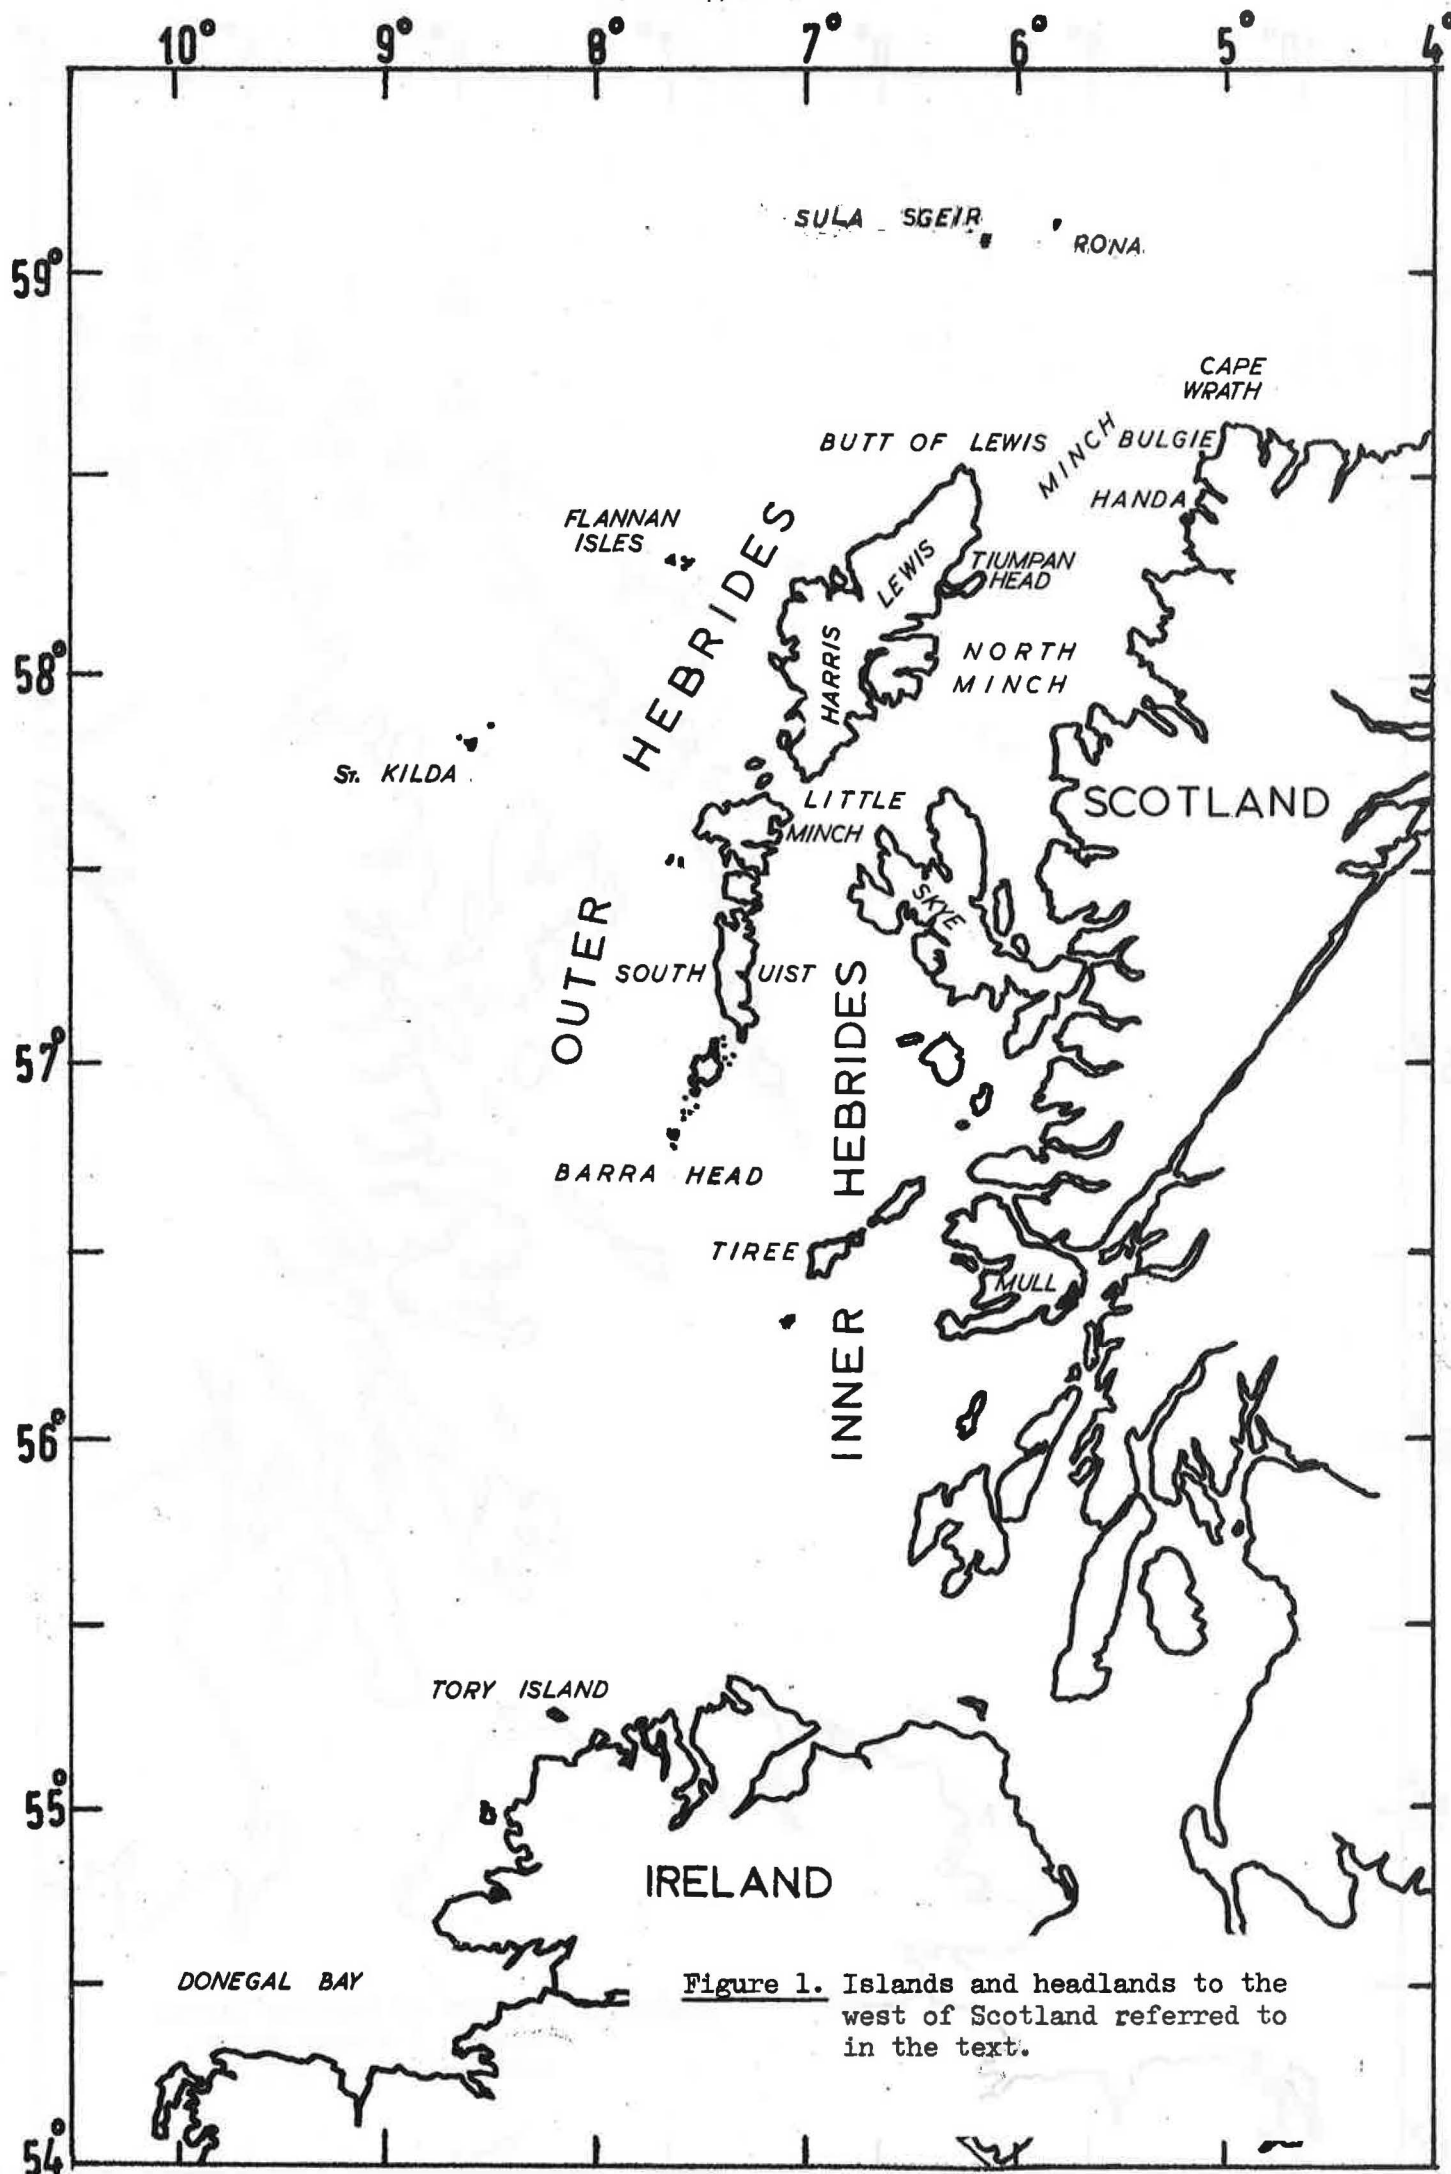 10° 9° 8° 7° 6° 5° 4°
SULA SGEIR
RONA
59°
CAPE
WRATH
BUTT OF LEWIS
MINCH
BULGIE
HANDA
FLANNAN
ISLES
TIUMPAN
HEAD
LEWIS
HARRIS
NORTH
MINCH
58°
ST. KILDA
OUTER HEBRIDES
LITTLE
MINCH
SCOTLAND
SKYE
SOUTH UIST
57°
INNER HEBRIDES
BARRA HEAD
TIREE
MULL
56°
TORY ISLAND
55°
IRELAND
DONEGAL BAY
Figure 1. Islands and headlands to the
west of Scotland referred to
in the text.
54°